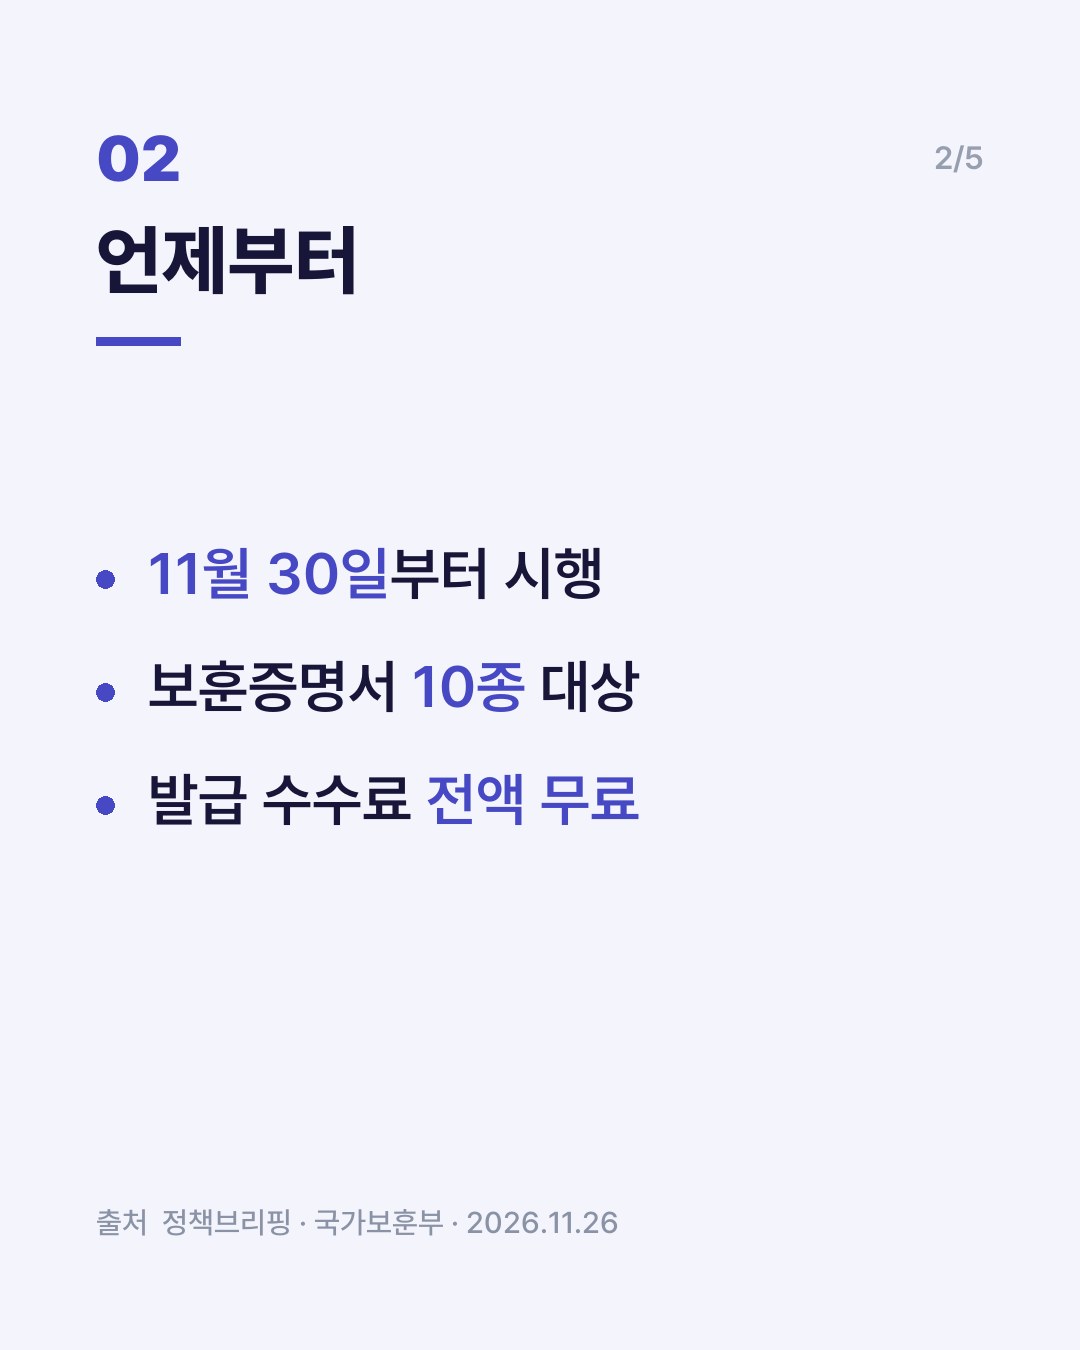 02
2/5
언제부터
• 11월 30일부터 시행
• 보훈증명서 10종 대상
• 발급 수수료 전액 무료
출처 정책브리핑 · 국가보훈부 · 2026.11.26